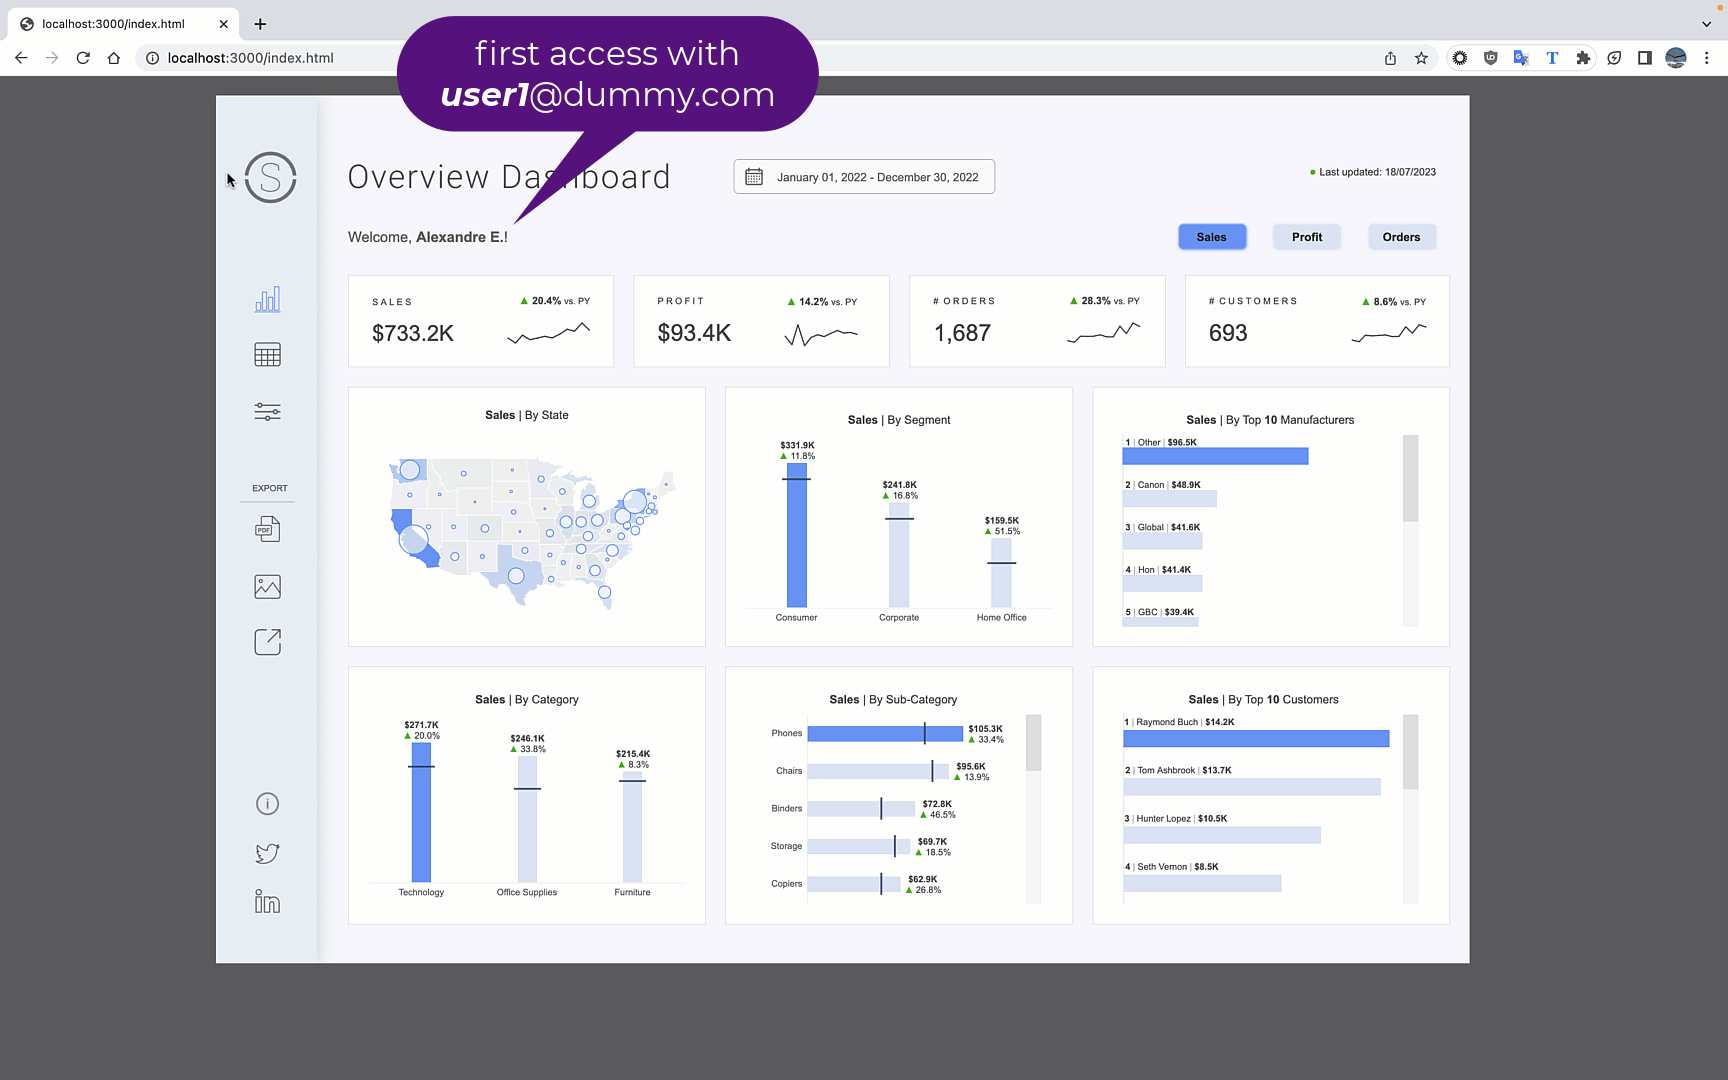 localhost:3000/index.html
localhost:3000/index.html
first access with
user1@dummy.com
S
Overview Dashboard
January 01, 2022 - December 30, 2022
Last updated: 18/07/2023
Welcome, Alexandre E.!
Sales
Profit
Orders
SALES
▲ 20.4% vs. PY
$733.2K
PROFIT
▲ 14.2% vs. PY
$93.4K
# ORDERS
▲ 28.3% vs. PY
1,687
# CUSTOMERS
▲ 8.6% vs. PY
693
EXPORT
PDF
Sales | By State
Sales | By Segment
$331.9K
▲ 11.8%
$241.8K
▲ 16.8%
$159.5K
▲ 51.5%
Consumer
Corporate
Home Office
Sales | By Top 10 Manufacturers
1 | Other | $96.5K
2 | Canon | $48.9K
3 | Global | $41.6K
4 | Hon | $41.4K
5 | GBC | $39.4K
Sales | By Category
$271.7K
▲ 20.0%
$246.1K
▲ 33.8%
$215.4K
▲ 8.3%
Technology
Office Supplies
Furniture
Sales | By Sub-Category
Phones
$105.3K
▲ 33.4%
Chairs
$95.6K
▲ 13.9%
Binders
$72.8K
▲ 46.5%
Storage
$69.7K
▲ 18.5%
Copiers
$62.9K
▲ 26.8%
Sales | By Top 10 Customers
1 | Raymond Buch | $14.2K
2 | Tom Ashbrook | $13.7K
3 | Hunter Lopez | $10.5K
4 | Seth Vernon | $8.5K
in